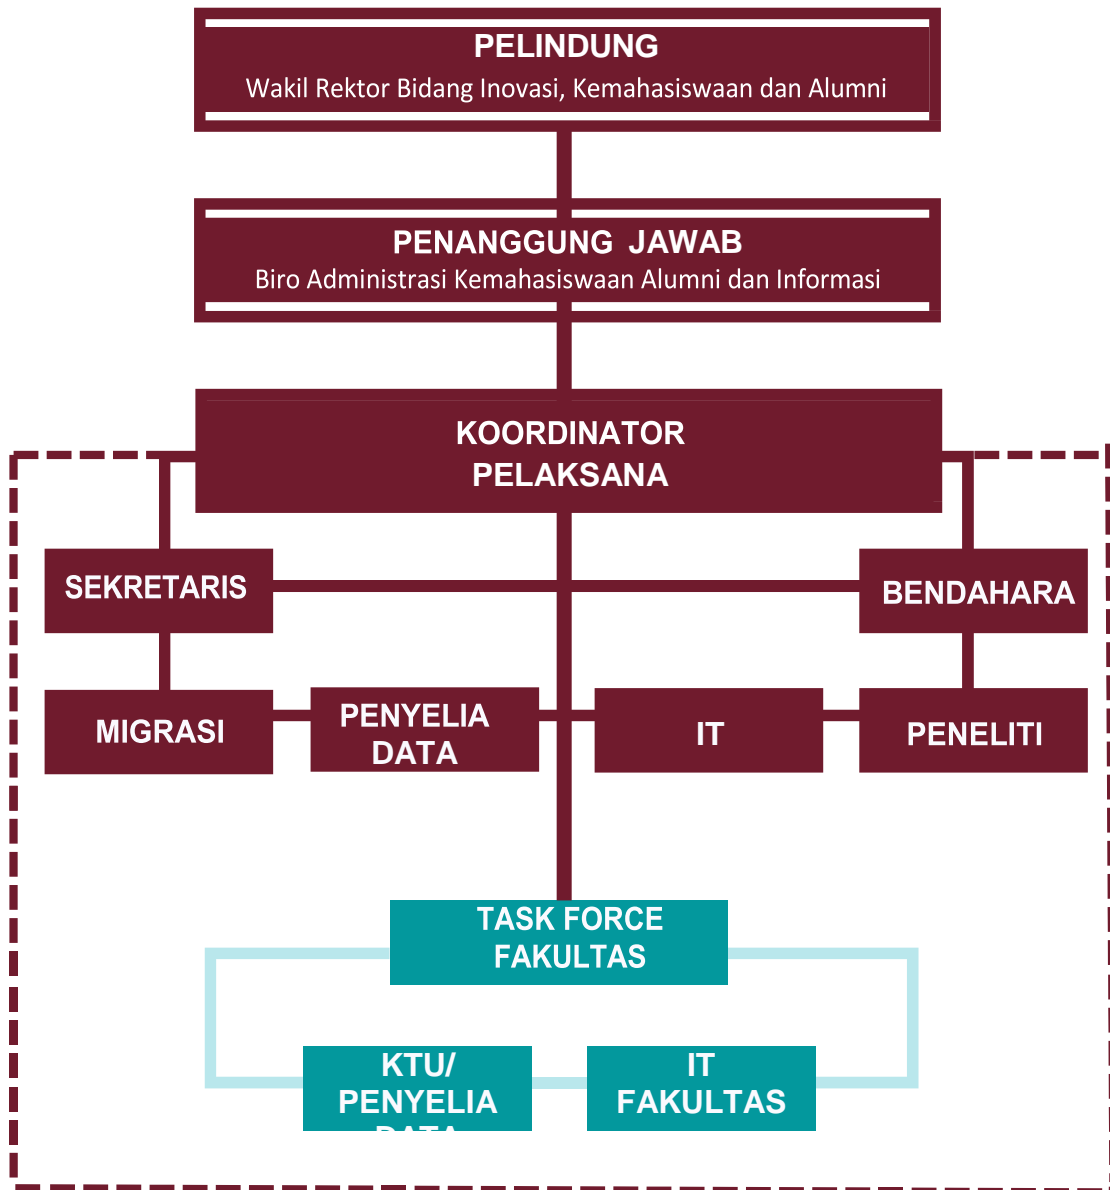 PELINDUNG
Wakil Rektor Bidang Inovasi, Kemahasiswaan dan Alumni
PENANGGUNG JAWAB
Biro Administrasi Kemahasiswaan Alumni dan Informasi
KOORDINATOR
PELAKSANA
SEKRETARIS
BENDAHARA
MIGRASI
PENYELIA
DATA
IT
PENELITI
TASK FORCE
FAKULTAS
KTU/
PENYELIA
DATA
IT
FAKULTAS